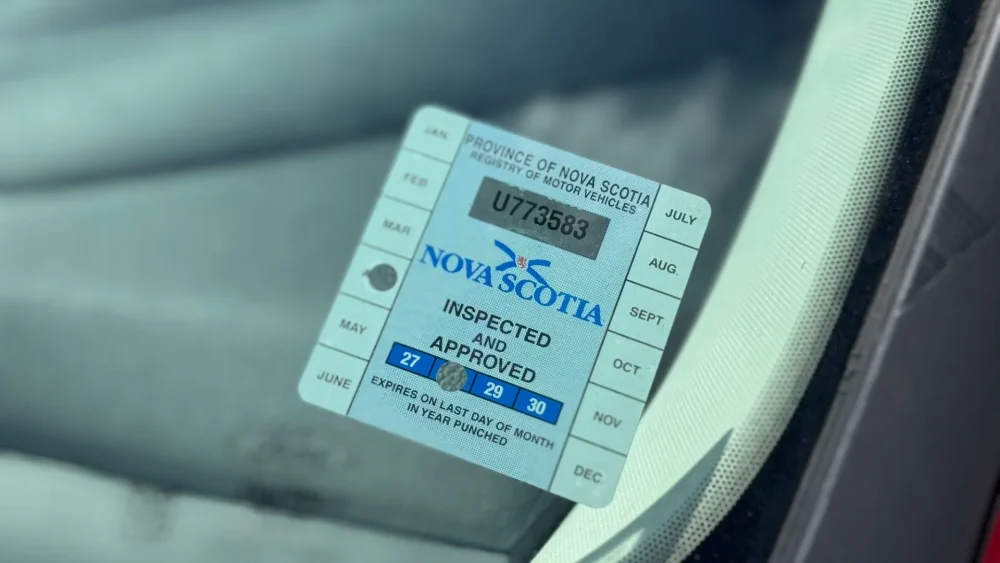 JAN.
FEB
MAR
MAY
JUNE
PROVINCE OF NOVA SCOTIA
REGISTRY OF MOTOR VEHICLES
U773583
NOVA SCOTIA
INSPECTED
AND
APPROVED
27 29 30
EXPIRES ON LAST DAY OF MONTH
IN YEAR PUNCHED
JULY
AUG.
SEPT.
OCT
NOV
DEC.